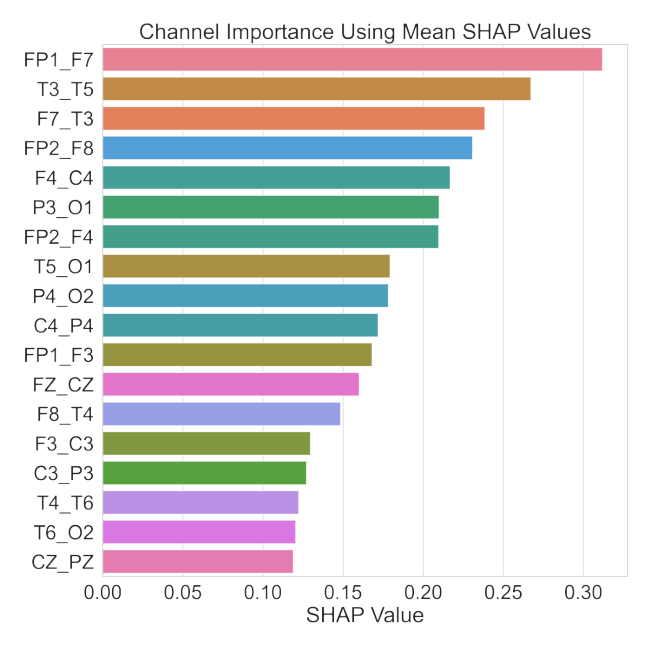 Channel Importance Using Mean SHAP Values
FP1_F7
T3_T5
F7_T3
FP2_F8
F4_C4
P3_O1
FP2_F4
T5_O1
P4_O2
C4_P4
FP1_F3
FZ_CZ
F8_T4
F3_C3
C3_P3
T4_T6
T6_O2
CZ_PZ
0.00 0.05 0.10 0.15 0.20 0.25 0.30
SHAP Value